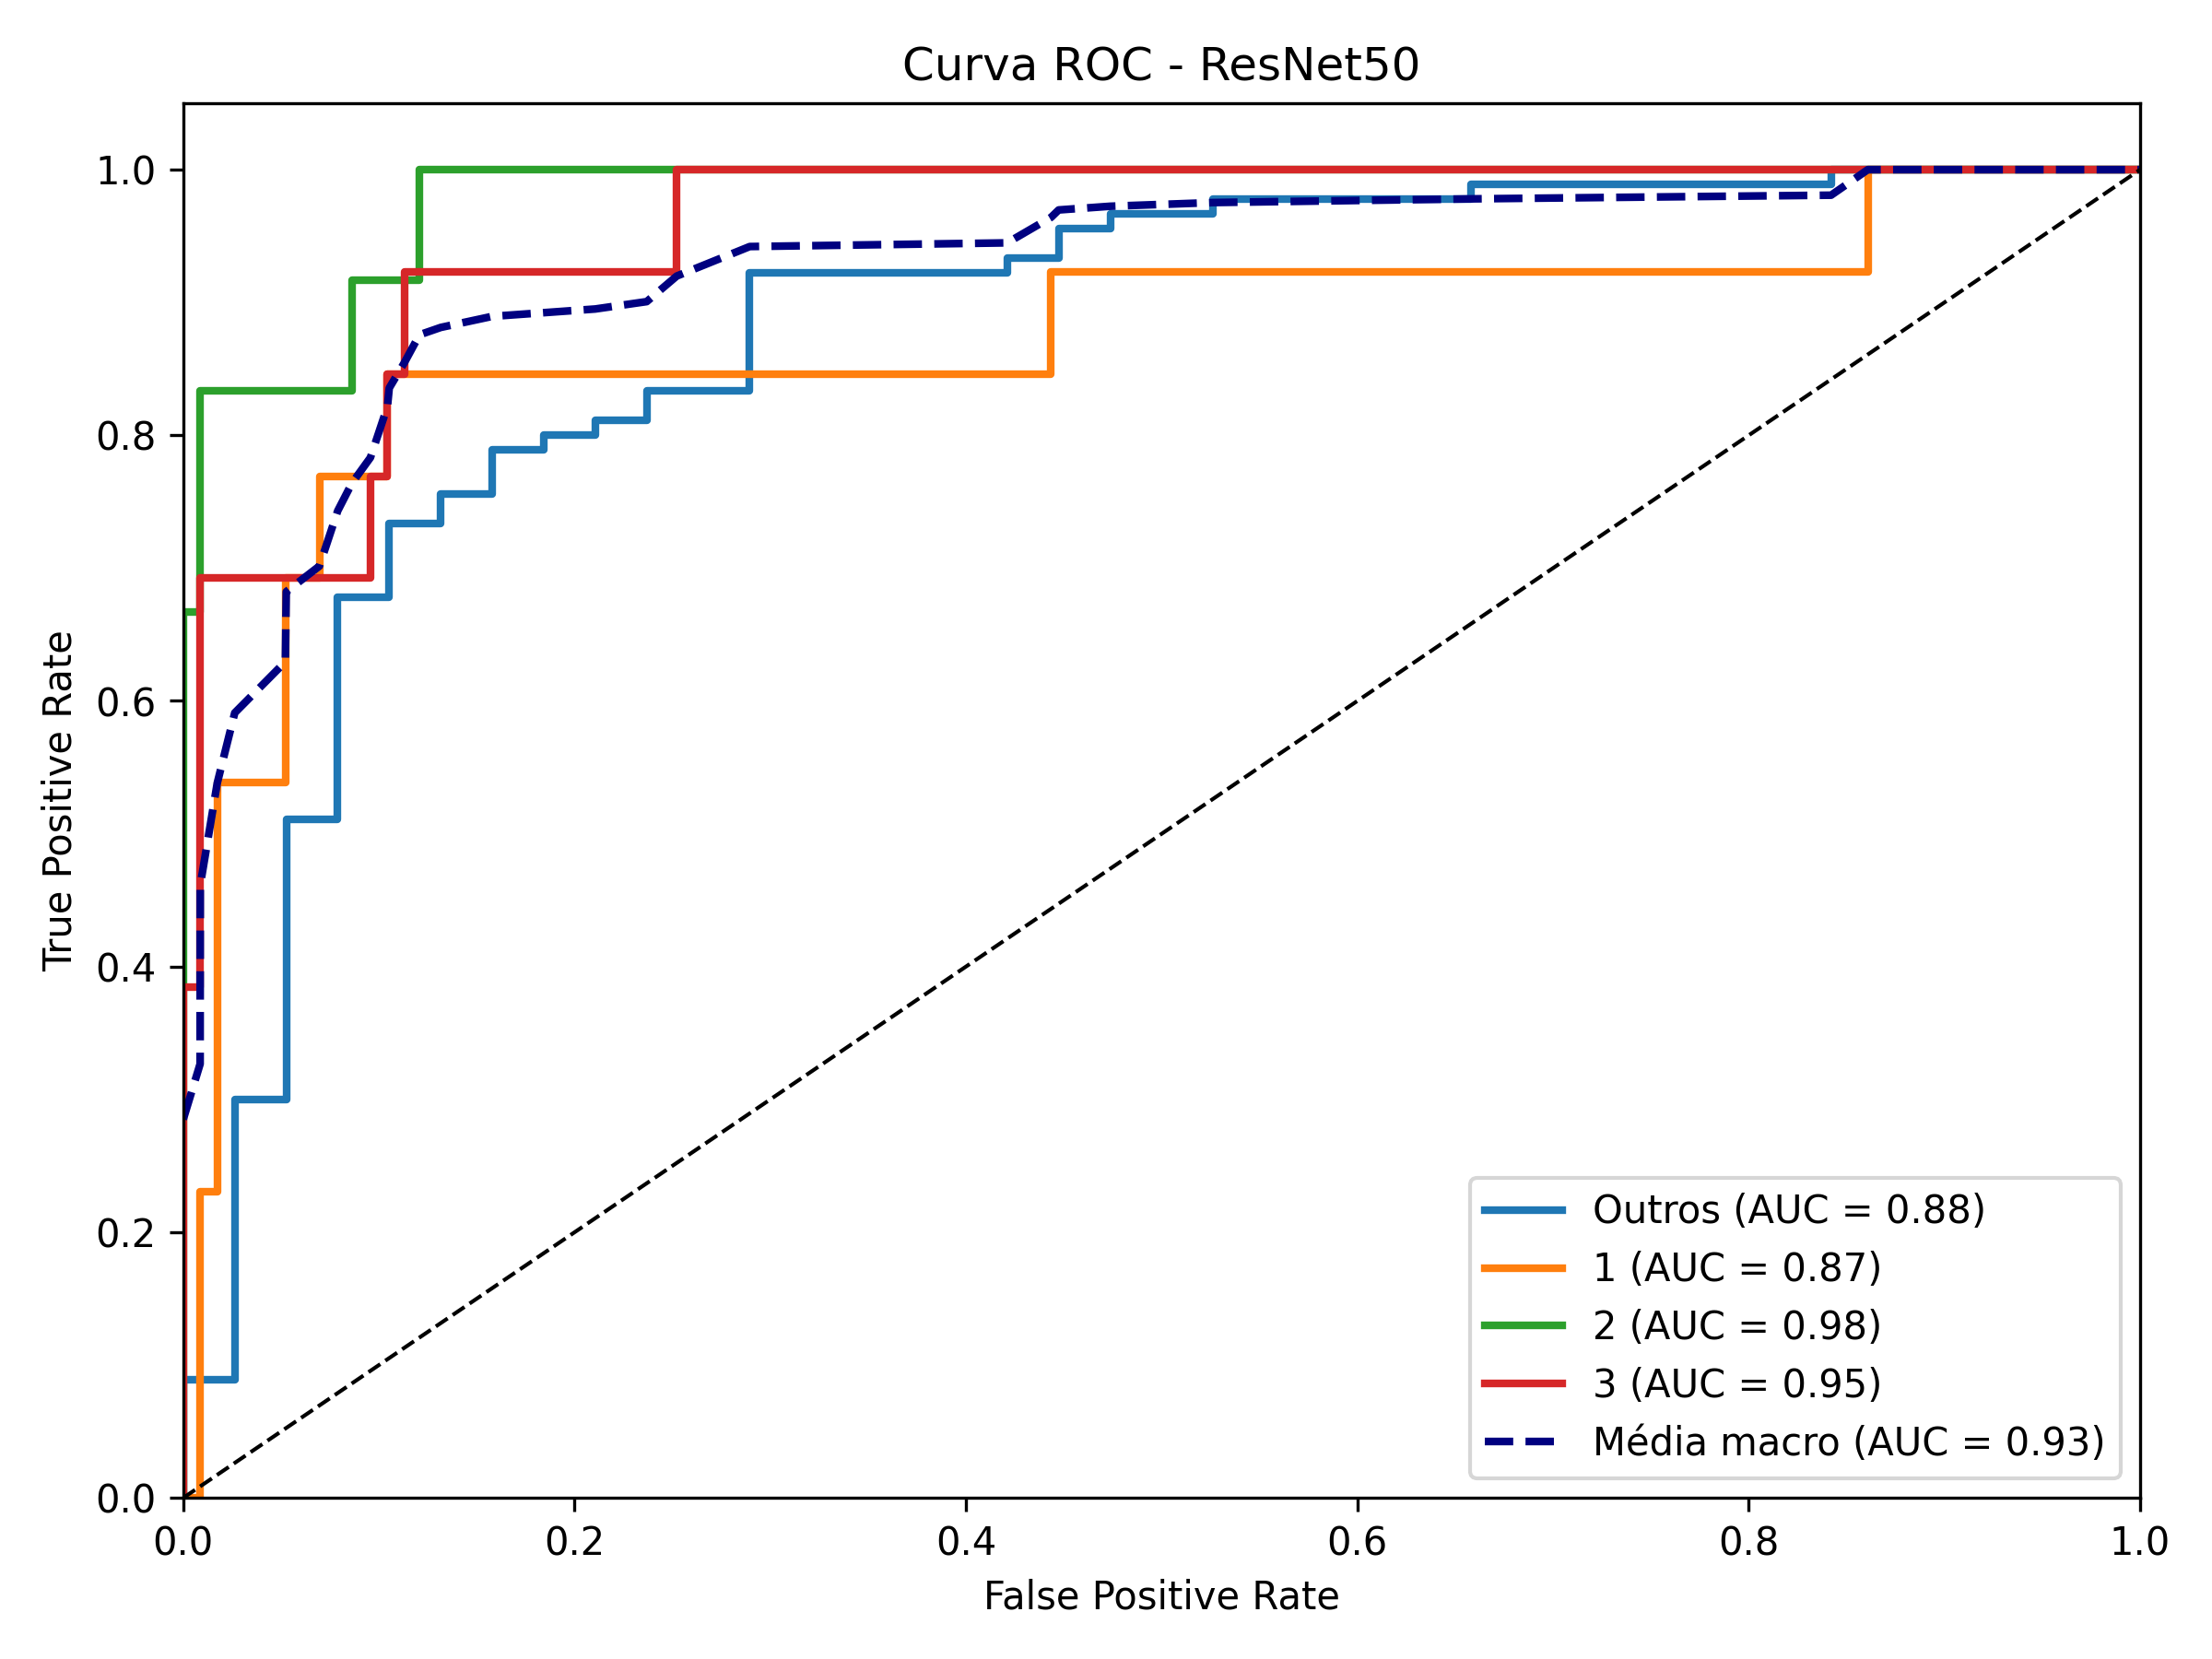 Curva ROC - ResNet50
True Positive Rate
1.0
0.8
0.6
0.4
0.2
0.0
0.0 0.2 0.4 0.6 0.8 1.0
False Positive Rate
Outros (AUC = 0.88)
1 (AUC = 0.87)
2 (AUC = 0.98)
3 (AUC = 0.95)
Média macro (AUC = 0.93)